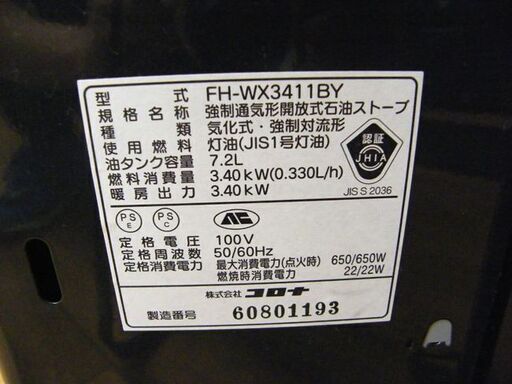 型式 FH-WX3411BY
規格名称 強制通気形開放式石油ストーブ
種類 気化式・強制対流形
使用燃料 灯油(JIS1号灯油)
油タンク容量 7.2L
燃料消費量 3.40kW(0.330L/h)
暖房出力 3.40kW
認証
JHIA
JIS S 2036
PS E
PS C
定格電圧 100V
定格周波数 50/60Hz
定格消費電力 最大消費電力(点火時) 650/650W
燃焼時消費電力 22/22W
株式会社 コロナ
製造番号 60801193